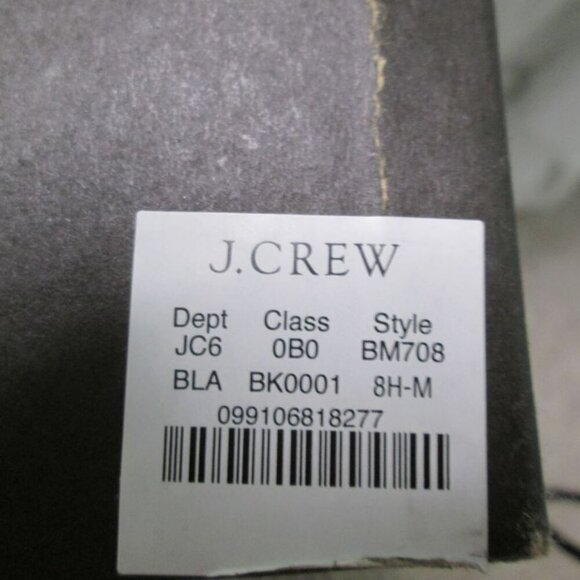 J.CREW
Dept Class Style
JC6 0B0 BM708
BLA BK0001 8H-M
099106818277